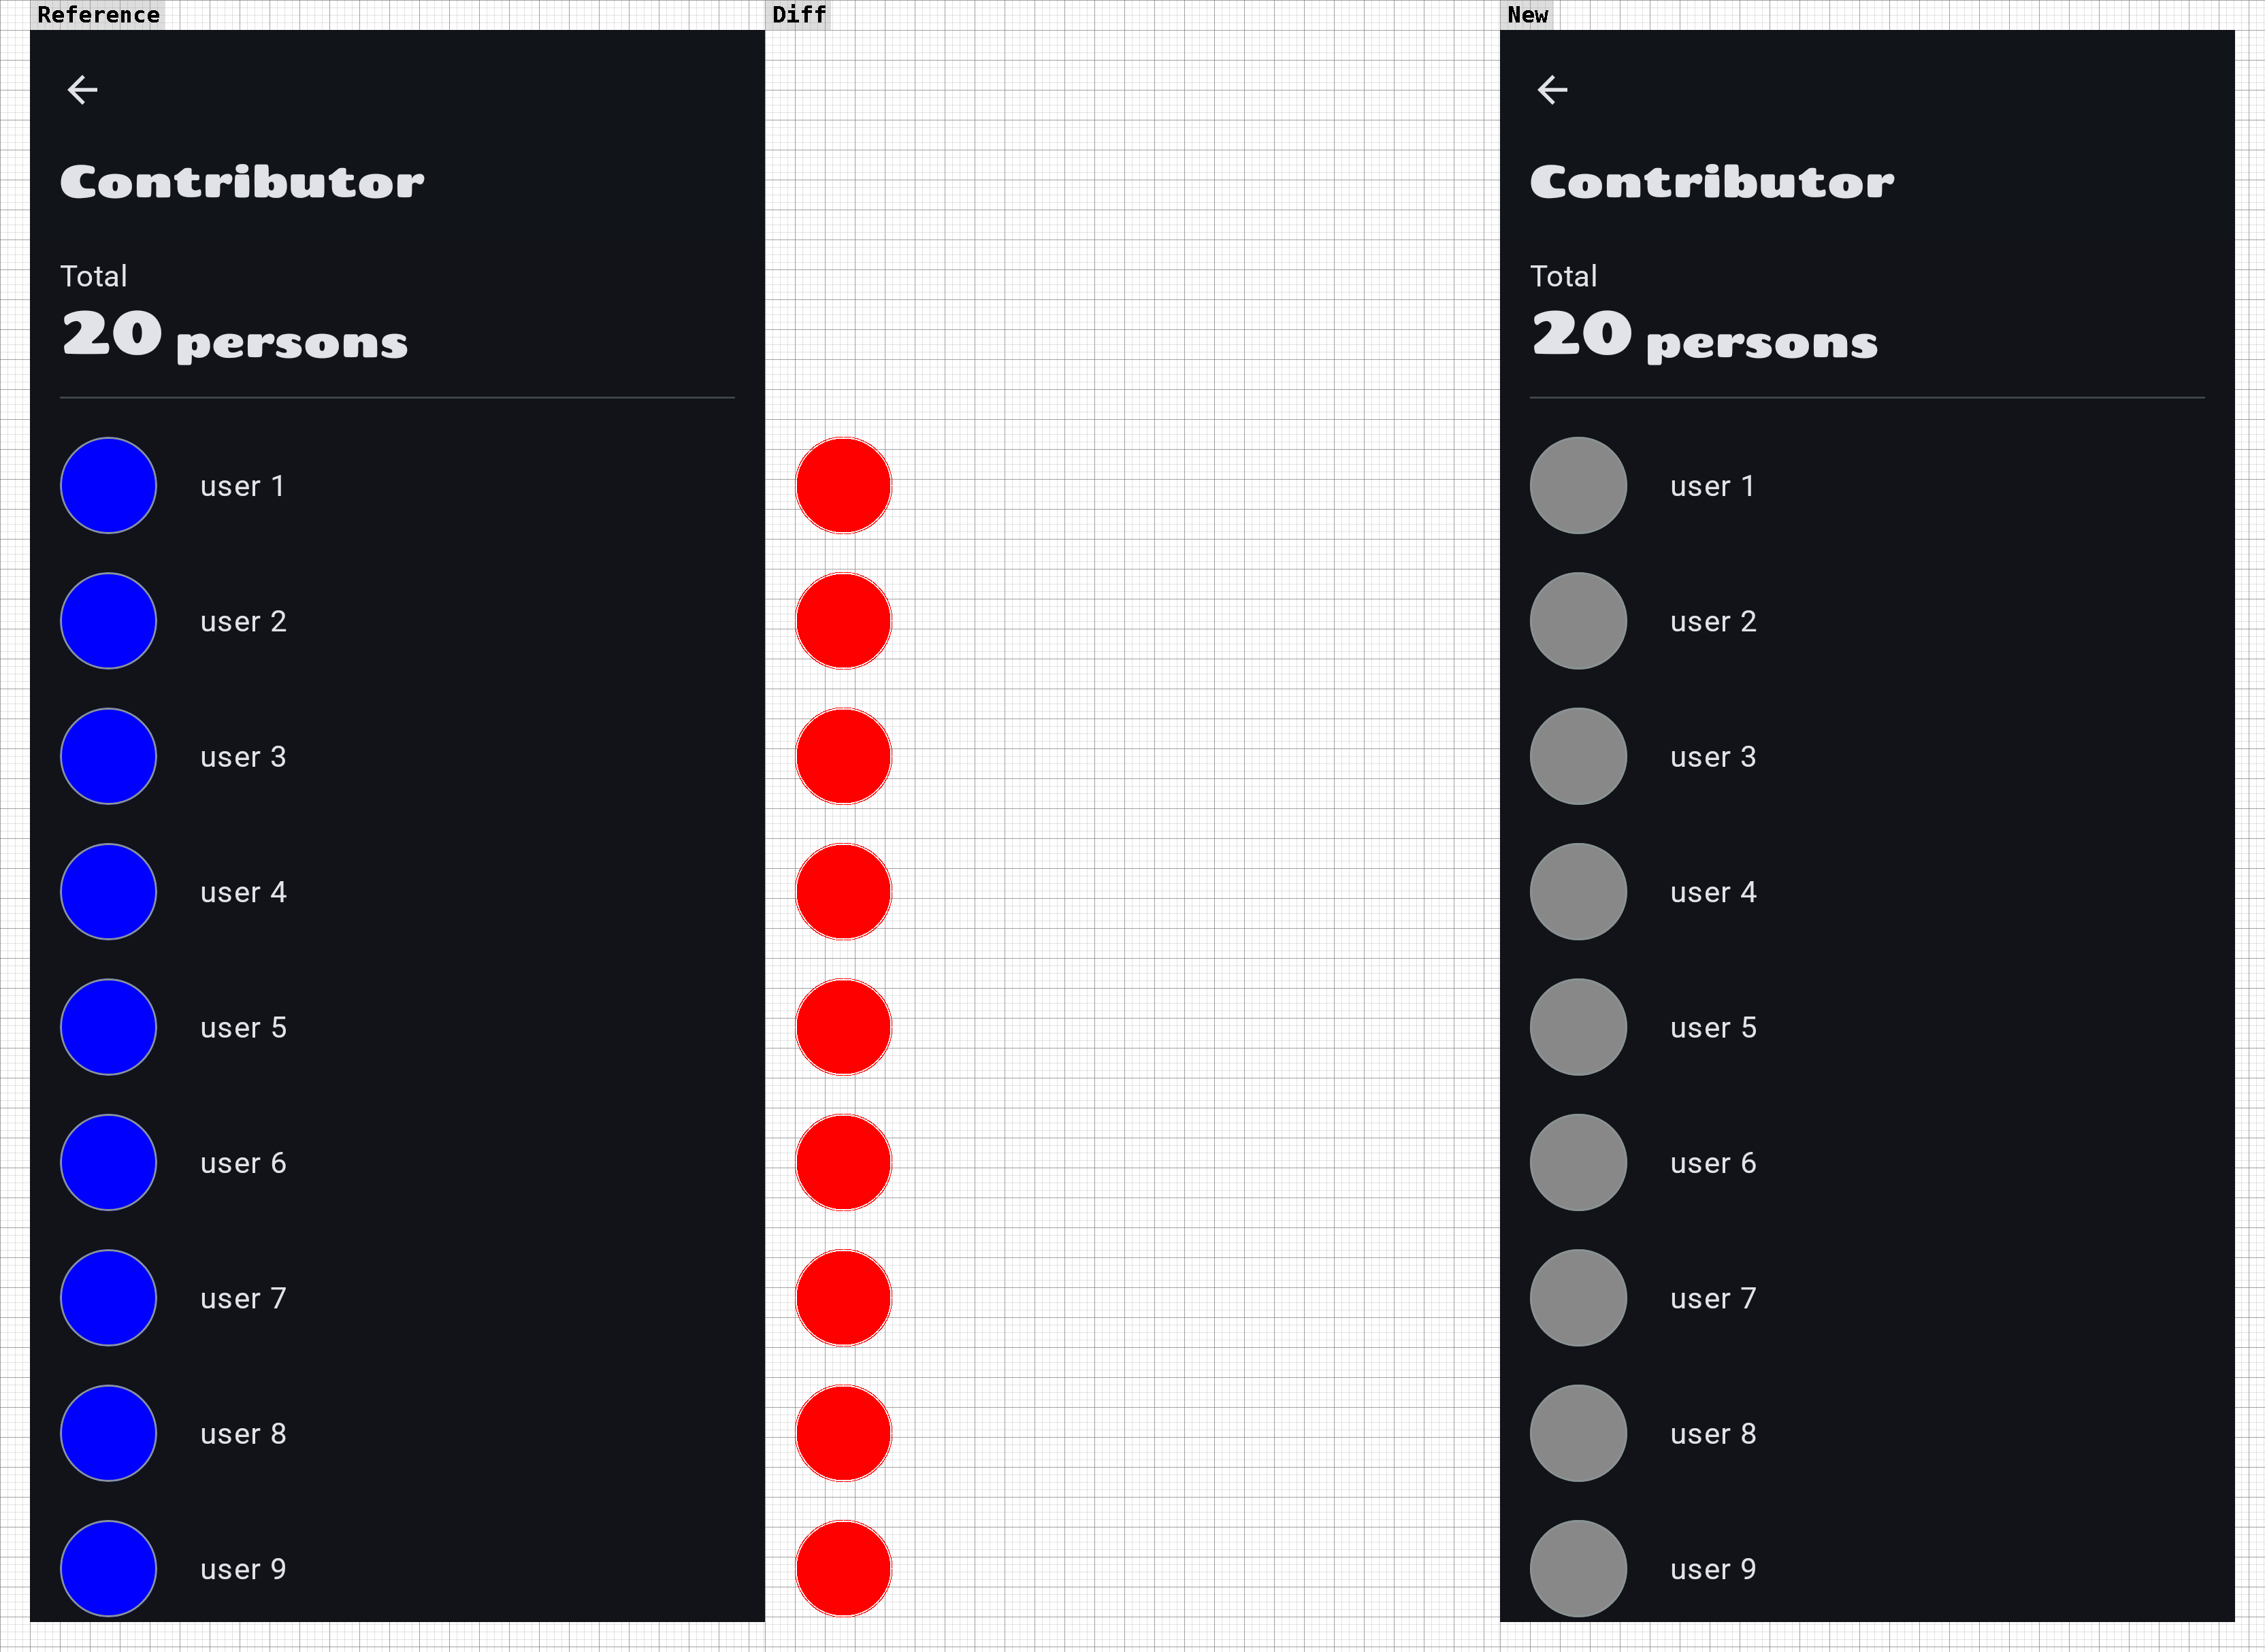 Reference
Contributor
Total
20 persons
user 1
user 2
user 3
user 4
user 5
user 6
user 7
user 8
user 9
Diff
New
Contributor
Total
20 persons
user 1
user 2
user 3
user 4
user 5
user 6
user 7
user 8
user 9